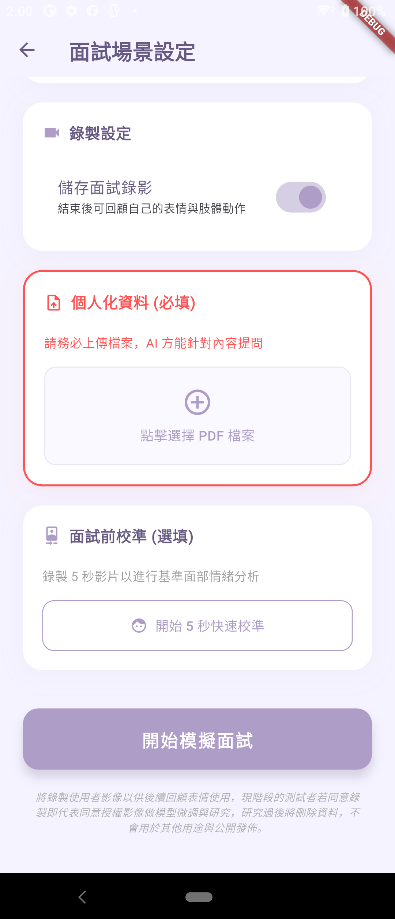 2:00
100%
DEBUG
面試場景設定
錄製設定
儲存面試錄影
結束後可回顧自己的表情與肢體動作
個人化資料 (必填)
請務必上傳檔案，AI 方能針對內容提問
點擊選擇 PDF 檔案
面試前校準 (選填)
錄製 5 秒影片以進行基準面部情緒分析
開始 5 秒快速校準
開始模擬面試
將錄製使用者影像以供後續回顧表情使用，現階段的測試者若同意錄
製即代表同意授權影像做模型微調與研究，研究過後將刪除資料，不
會用於其他用途與公開發佈。